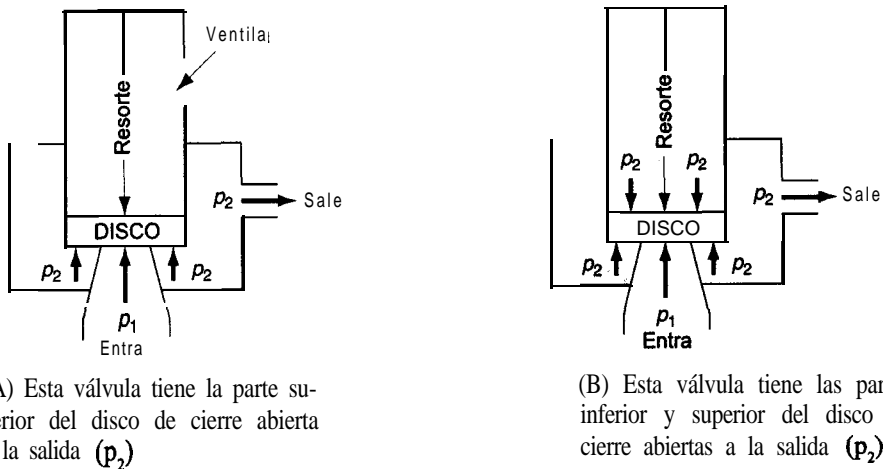 Ventila
Resorte
p₂
Sale
DISCO
p₂
p₂
p₁
Entra
A) Esta válvula tiene la parte su-
erior del disco de cierre abierta
la salida (p₂)
Resorte
p₂
p₂
p₂
Sale
DISCO
p₂
p₂
p₁
Entra
(B) Esta válvula tiene las par
inferior y superior del disco
cierre abiertas a la salida (p₂)